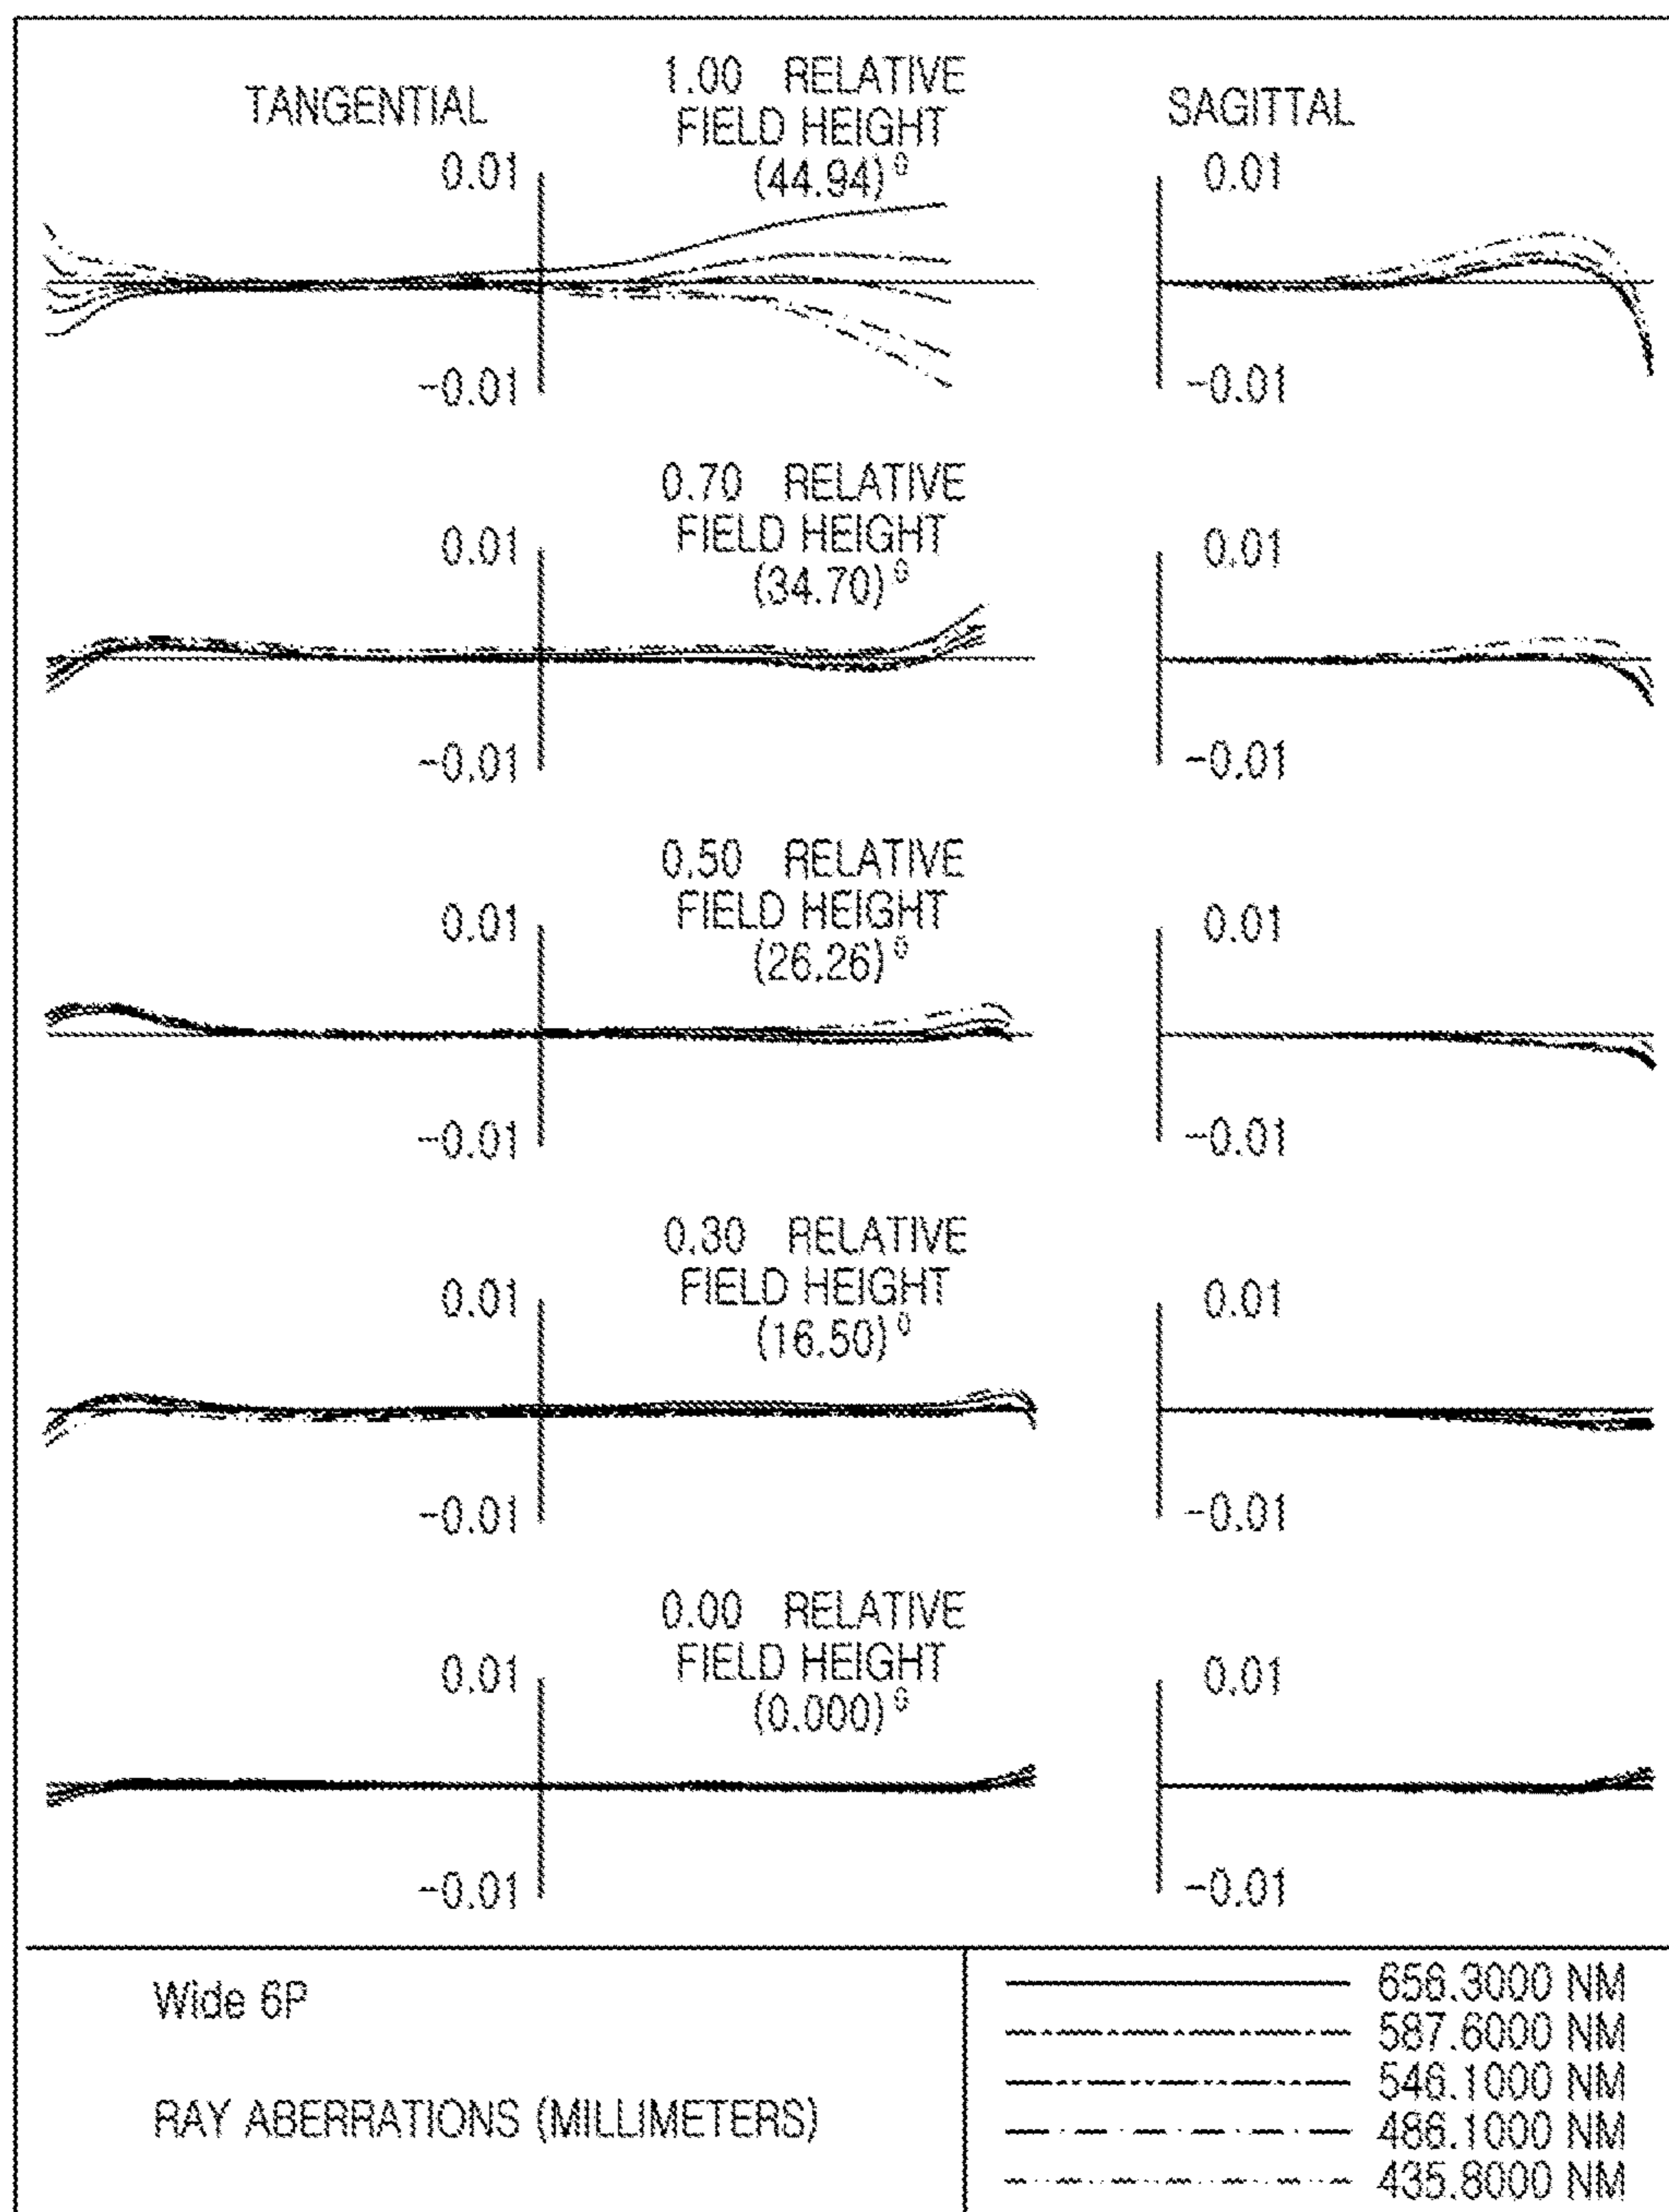 TANGENTIAL
1.00 RELATIVE
FIELD HEIGHT
(44.94)⁰
SAGITTAL
0.01
0.01
-0.01
-0.01
0.70 RELATIVE
FIELD HEIGHT
(34.70)⁰
0.01
0.01
-0.01
-0.01
0.50 RELATIVE
FIELD HEIGHT
(26.26)⁰
0.01
0.01
-0.01
-0.01
0.30 RELATIVE
FIELD HEIGHT
(16.50)⁰
0.01
0.01
-0.01
-0.01
0.00 RELATIVE
FIELD HEIGHT
(0.000)⁰
0.01
0.01
-0.01
-0.01
Wide 6P
RAY ABERRATIONS (MILLIMETERS)
656.3000 NM
587.6000 NM
546.1000 NM
486.1000 NM
435.8000 NM